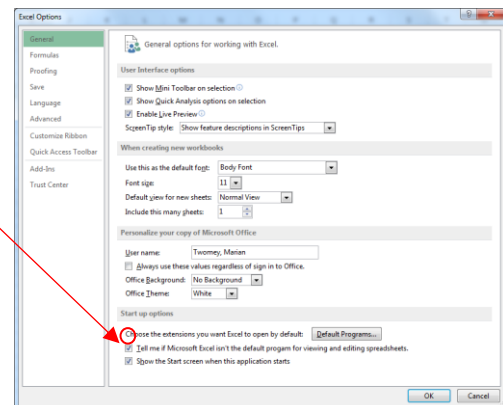 Excel Options
General
Formulas
Proofing
Save
Language
Advanced
Customize Ribbon
Quick Access Toolbar
Add-Ins
Trust Center
General options for working with Excel.
User Interface options
Show Mini Toolbar on selection
Show Quick Analysis options on selection
Enable Live Preview
ScreenTip style: Show feature descriptions in ScreenTips
When creating new workbooks
Use this as the default font: Body Font
Font size: 11
Default view for new sheets: Normal View
Include this many sheets: 1
Personalize your copy of Microsoft Office
User name: Twomey, Marian
Always use these values regardless of sign in to Office.
Office Background: No Background
Office Theme: White
Start up options
Choose the extensions you want Excel to open by default: Default Programs...
Tell me if Microsoft Excel isn't the default progam for viewing and editing spreadsheets.
Show the Start screen when this application starts
OK Cancel